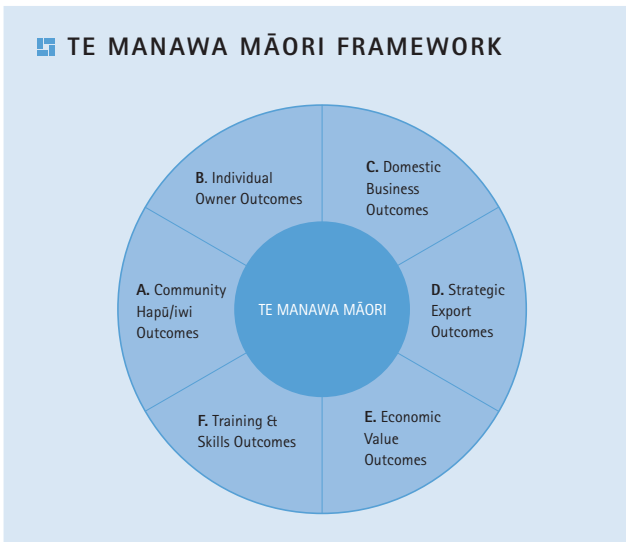 TE MANAWA MĀORI FRAMEWORK
A. Community
Hapū/iwi
Outcomes
B. Individual
Owner Outcomes
C. Domestic
Business
Outcomes
D. Strategic
Export
Outcomes
E. Economic
Value
Outcomes
F. Training &
Skills Outcomes
TE MANAWA MĀORI